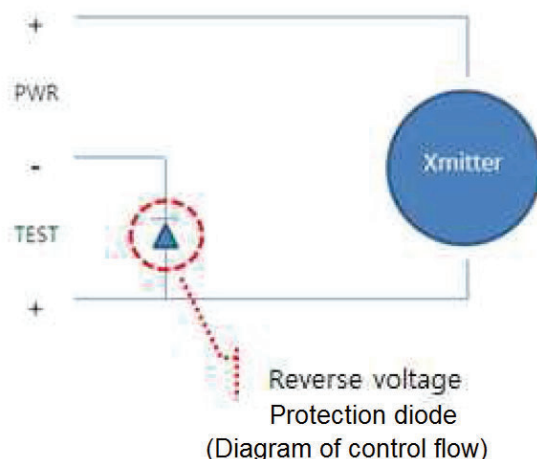 +
PWR
Xmitter
-
TEST
+
Reverse voltage
Protection diode
(Diagram of control flow)